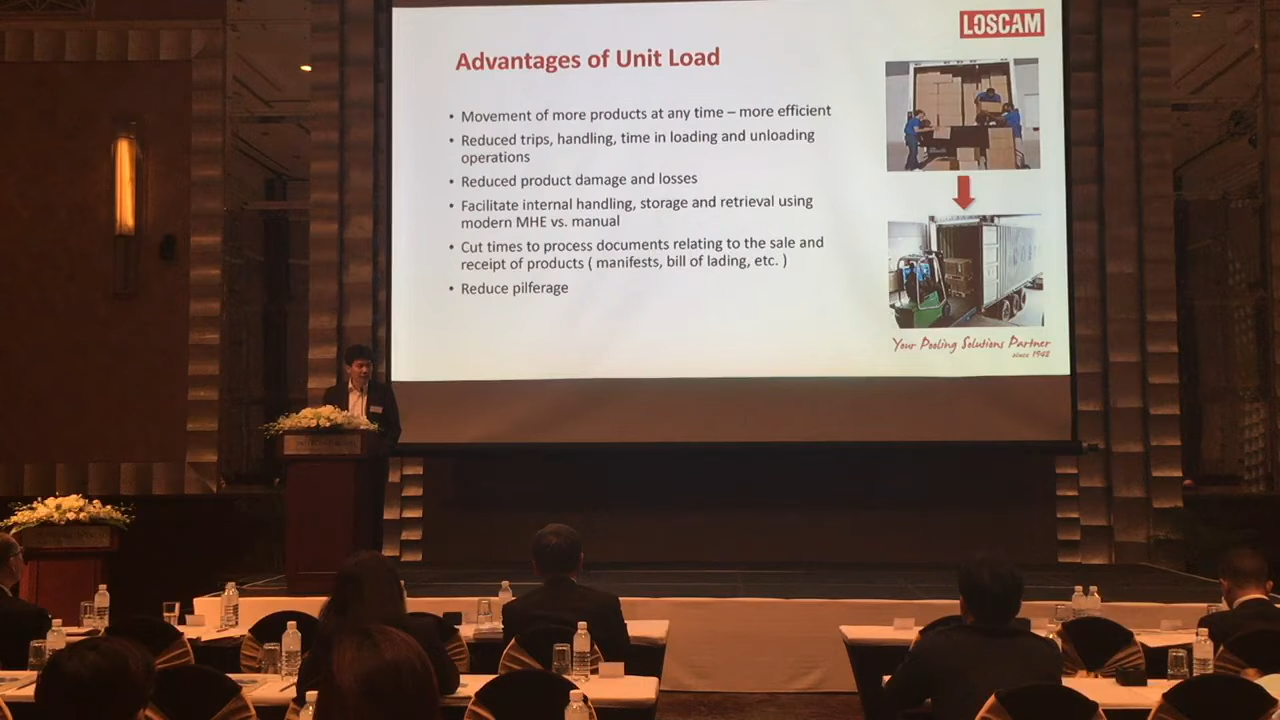 LOSCAM
Advantages of Unit Load
• Movement of more products at any time – more efficient
• Reduced trips, handling, time in loading and unloading
operations
• Reduced product damage and losses
• Facilitate internal handling, storage and retrieval using
modern MHE vs. manual
• Cut times to process documents relating to the sale and
receipt of products ( manifests, bill of lading, etc. )
• Reduce pilferage
Your Pooling Solutions Partner
since 1942